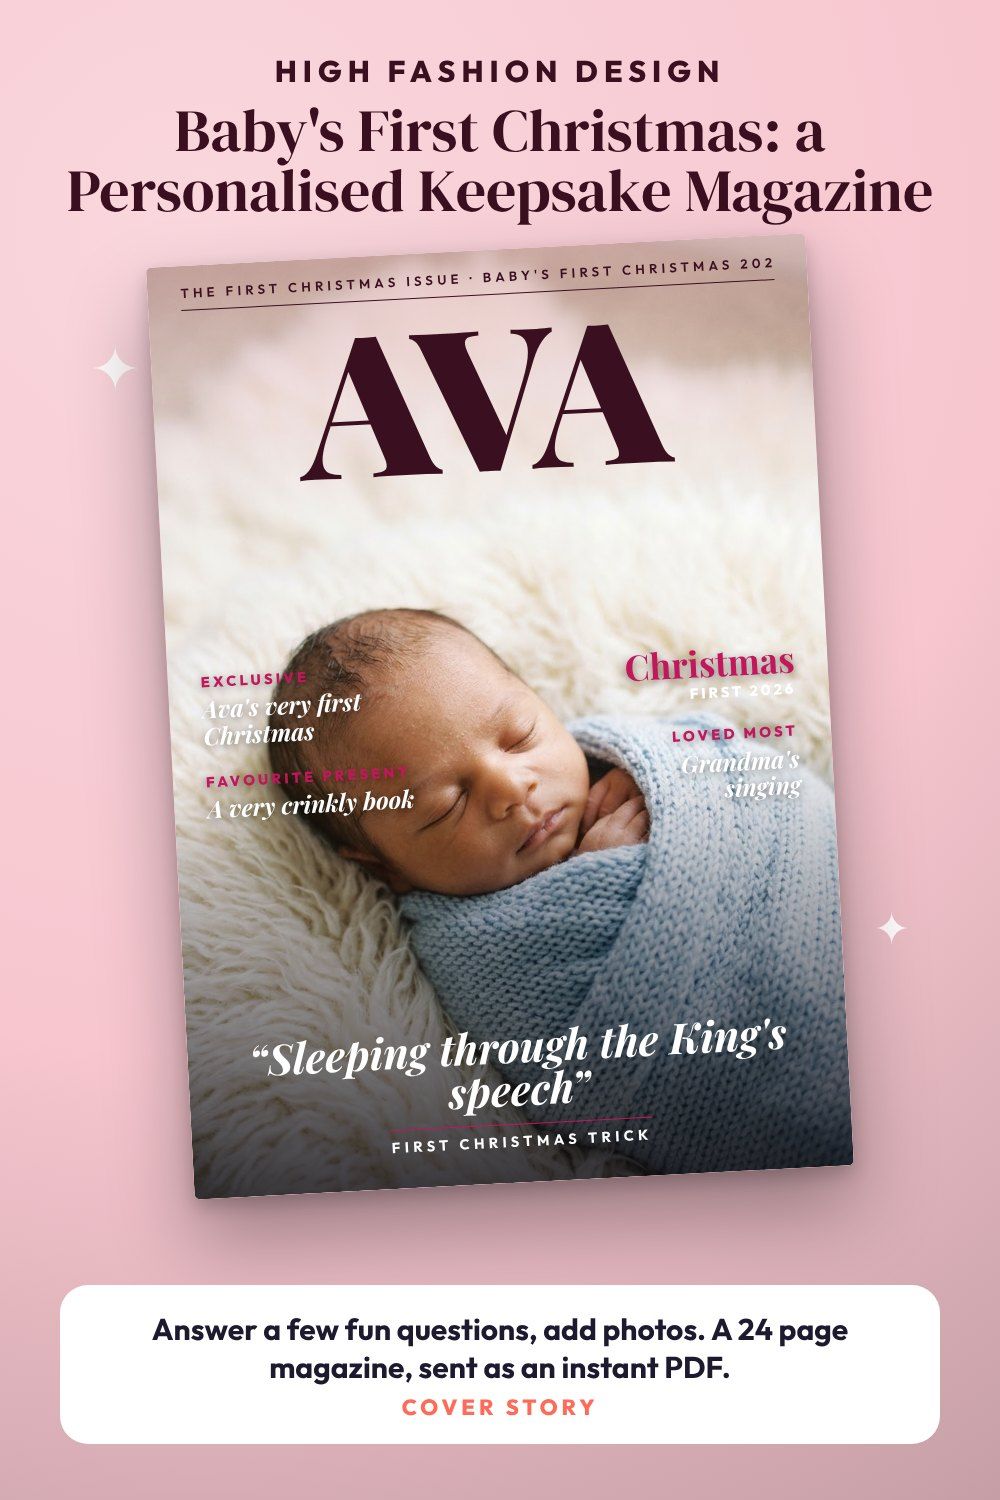 HIGH FASHION DESIGN
Baby's First Christmas: a
Personalised Keepsake Magazine
THE FIRST CHRISTMAS ISSUE · BABY'S FIRST CHRISTMAS 202
AVA
EXCLUSIVE
Ava's very first
Christmas
FAVOURITE PRESENT
A very crinkly book
Christmas
FIRST 2026
LOVED MOST
Grandma's
singing
“Sleeping through the King's
speech”
FIRST CHRISTMAS TRICK
Answer a few fun questions, add photos. A 24 page
magazine, sent as an instant PDF.
COVER STORY